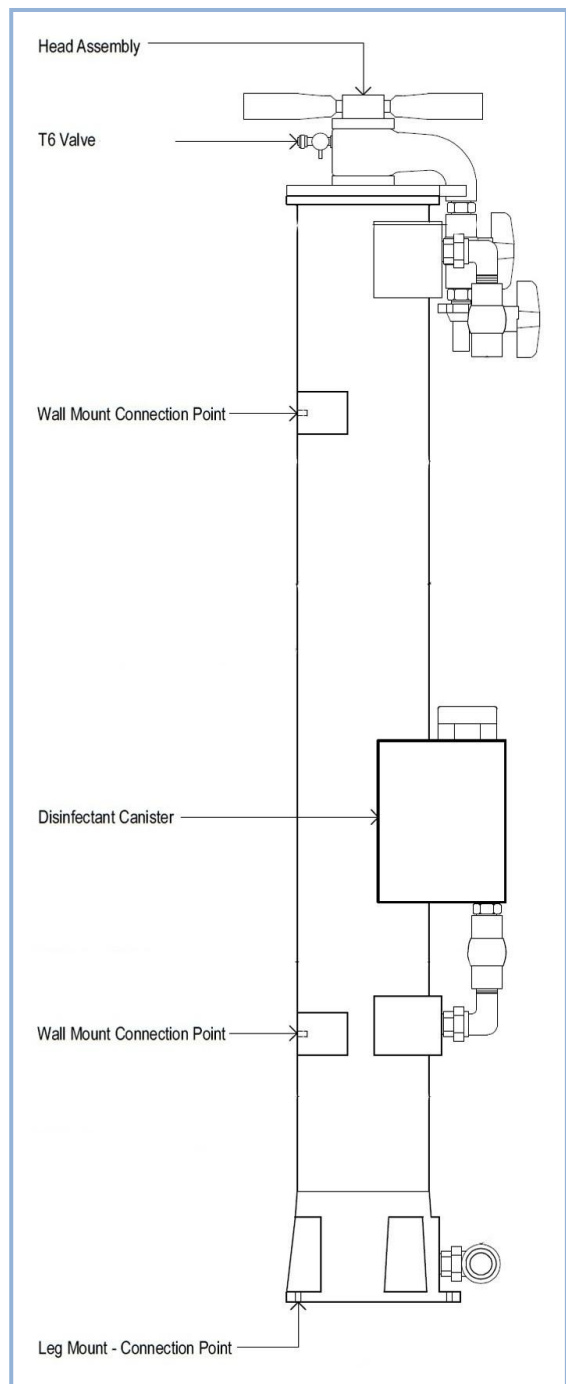 Head Assembly
T6 Valve
Wall Mount Connection Point
Disinfectant Canister
Wall Mount Connection Point
Leg Mount - Connection Point